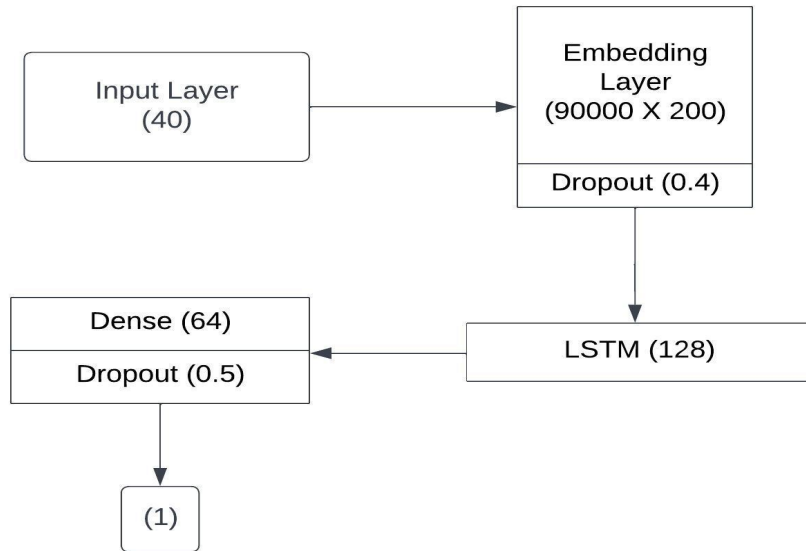 Input Layer
(40)
Embedding
Layer
(90000 X 200)
Dropout (0.4)
LSTM (128)
Dense (64)
Dropout (0.5)
(1)